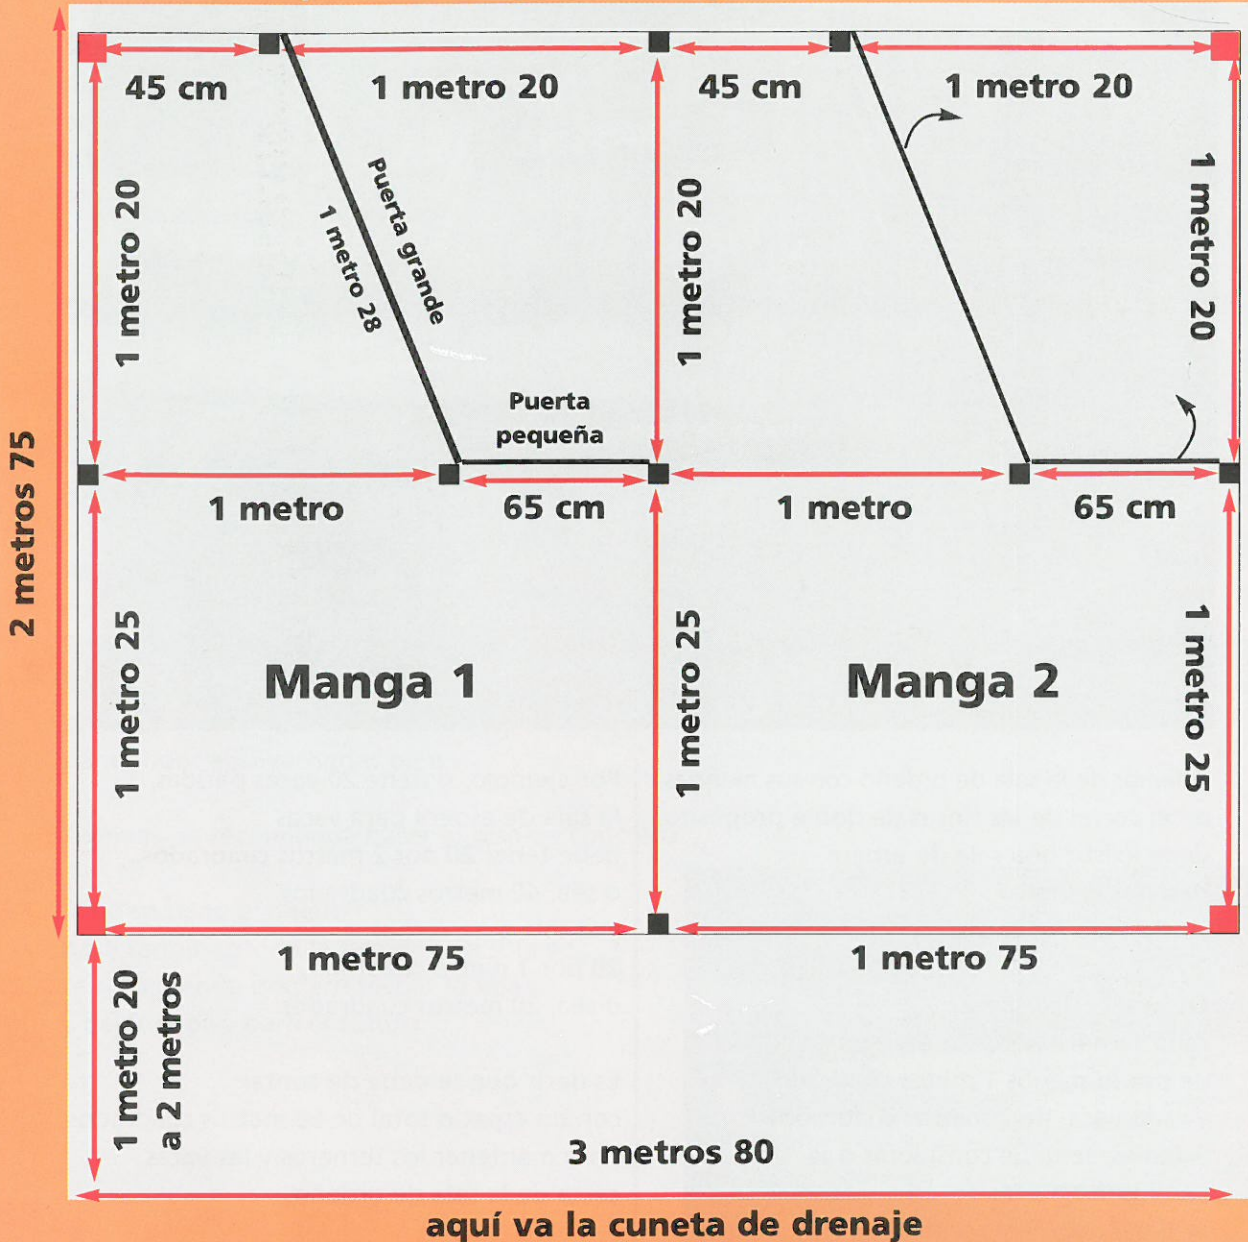 45 cm
1 metro 20
45 cm
1 metro 20
1 metro 20
Puerta grande
1 metro 28
1 metro 20
1 metro 20
Puerta
pequeña
2 metros 75
1 metro
65 cm
1 metro
65 cm
1 metro 25
Manga 1
1 metro 25
Manga 2
1 metro 25
1 metro 75
1 metro 75
1 metro 20
a 2 metros
3 metros 80
aquí va la cuneta de drenaje